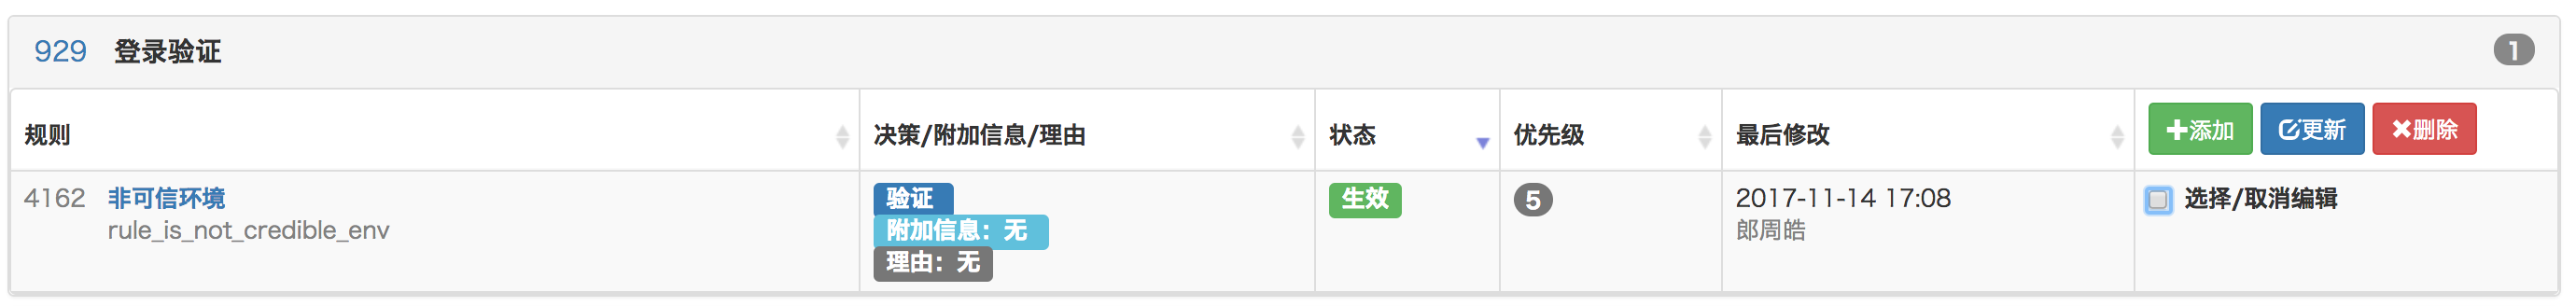 929 登录验证 1
规则 决策/附加信息/理由 状态 优先级 最后修改 添加 更新 删除
4162 非可信环境 验证 生效 5 2017-11-14 17:08 选择/取消编辑
rule_is_not_credible_env 附加信息：无 郎周皓
理由：无